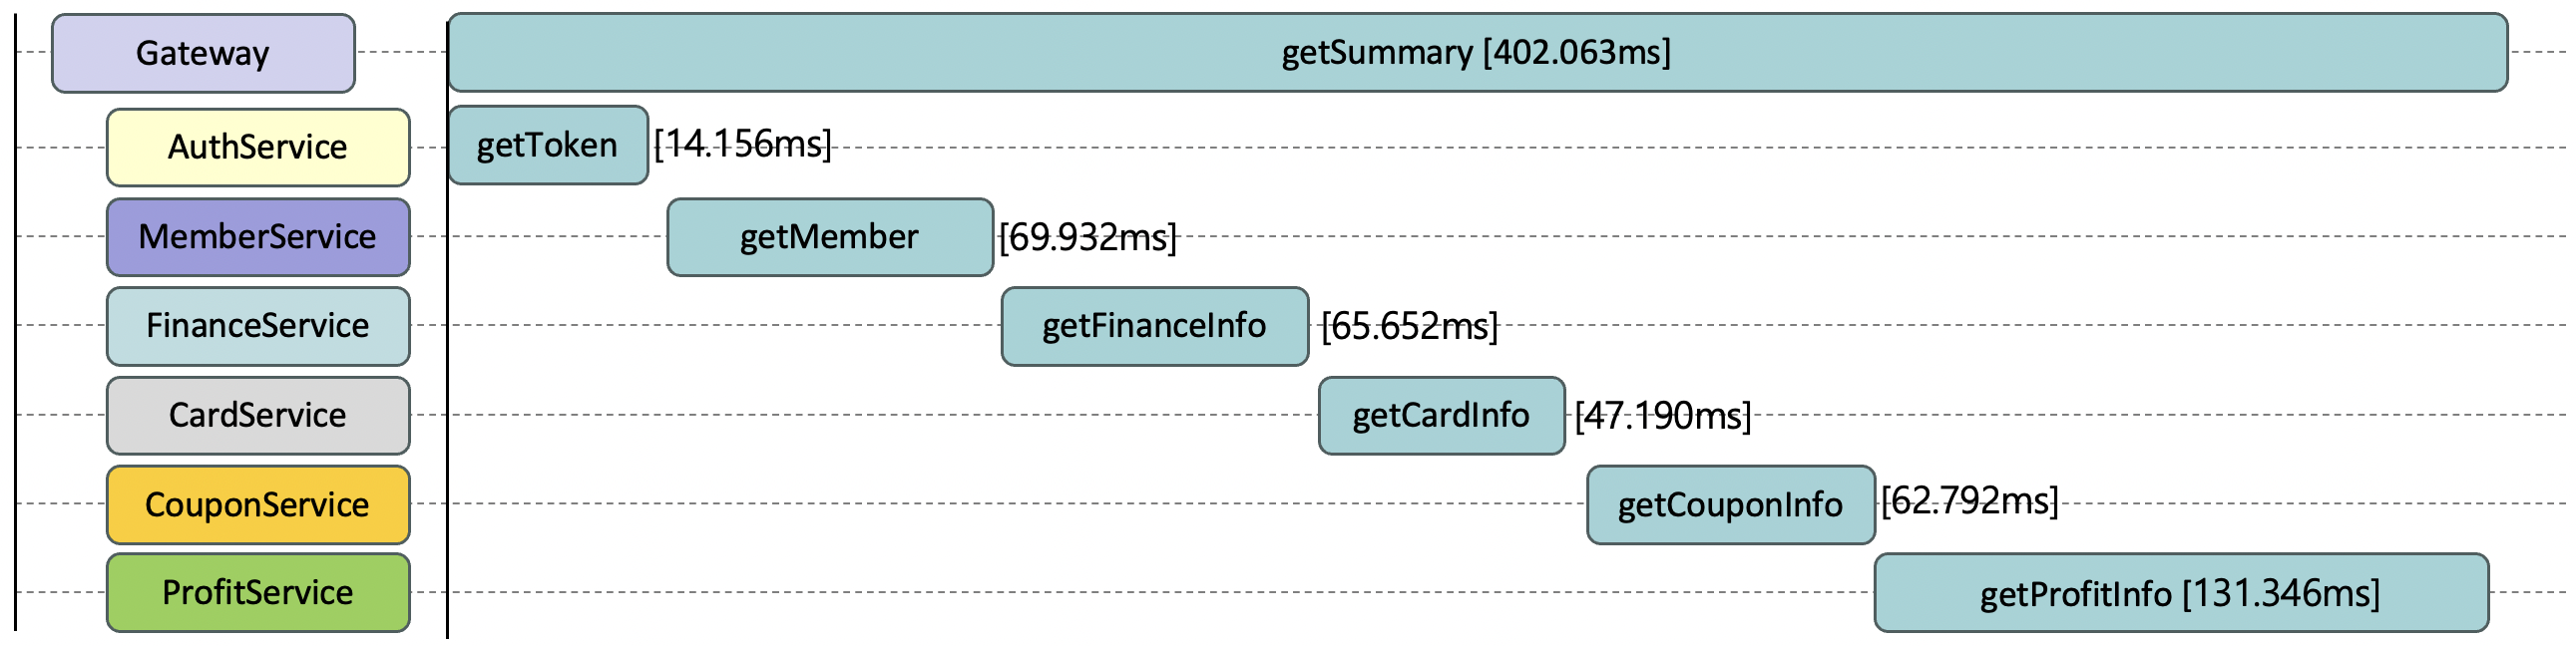 Gateway
getSummary [402.063ms]
AuthService
getToken [14.156ms]
MemberService
getMember [69.932ms]
FinanceService
getFinanceInfo [65.652ms]
CardService
getCardInfo [47.190ms]
CouponService
getCouponInfo [62.792ms]
ProfitService
getProfitInfo [131.346ms]